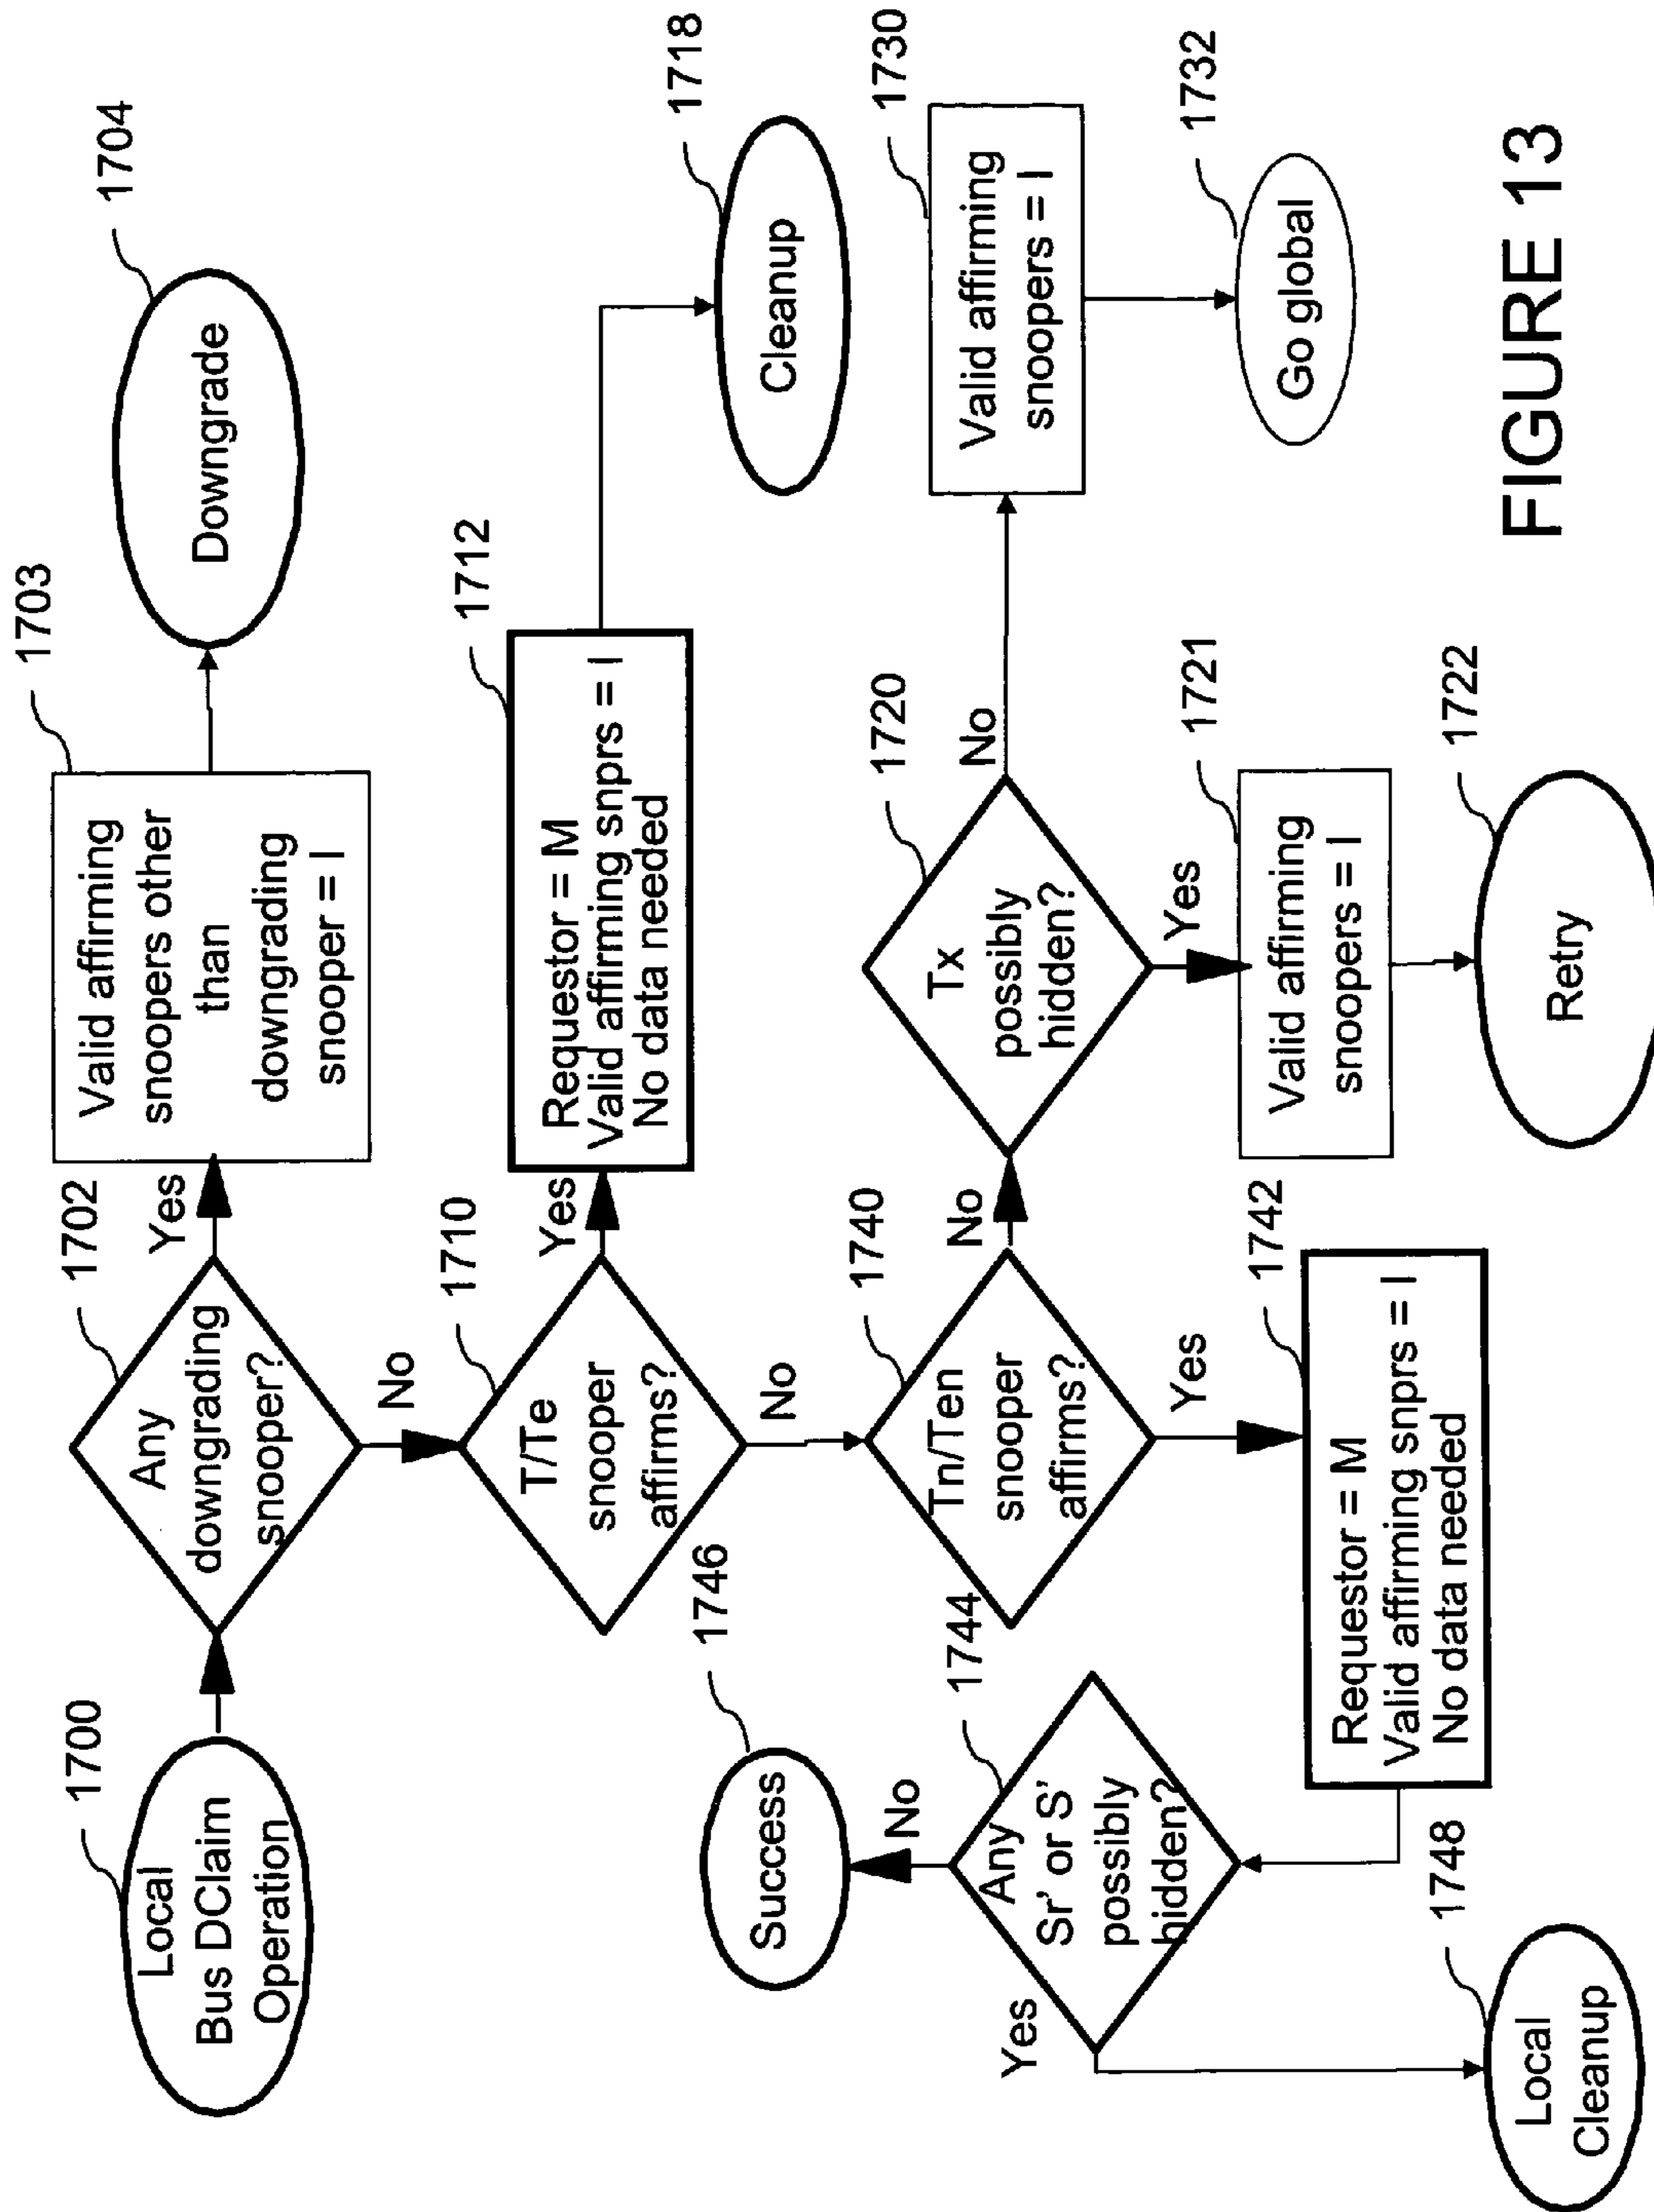 1700
Local
Bus DClaim
Operation
1702
Any
downgrading
snooper?
Yes
No
1703
Valid affirming
snoopers other
than
downgrading
snooper = I
1704
Downgrade
1710
T/Te
snooper
affirms?
Yes
No
1712
Requestor = M
Valid affirming snprs = I
No data needed
1718
Cleanup
1740
Tn/Ten
snooper
affirms?
No
Yes
1720
Tx
possibly
hidden?
No
Yes
1730
Valid affirming
snoopers = I
1732
Go global
1721
Valid affirming
snoopers = I
1722
Retry
1742
Requestor = M
Valid affirming snprs = I
No data needed
1744
Any
Sr' or S'
possibly
hidden?
No
Yes
1746
Success
1748
Local
Cleanup
FIGURE 13